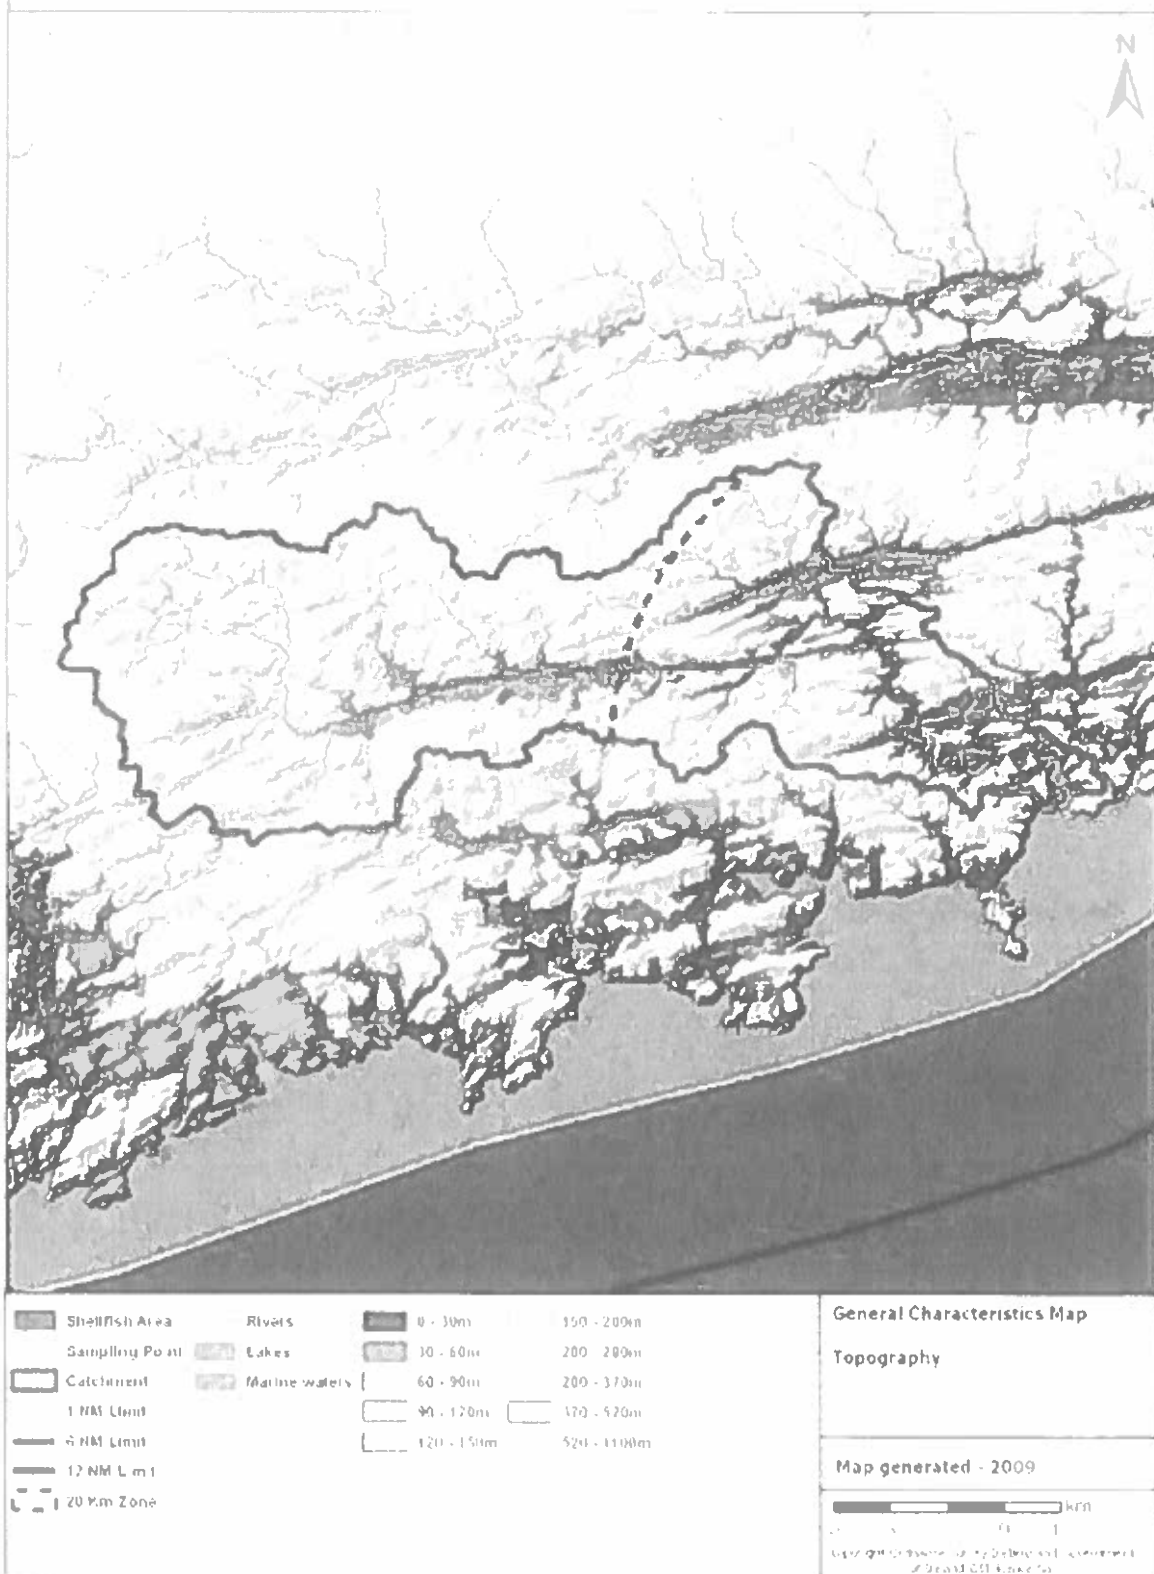 N
Shellfish Area
Sampling Point
Catchment
1 NM Limit
6 NM Limit
12 NM Limit
20 Km Zone
Rivers
Lakes
Marine waters
0 - 30m
30 - 60m
60 - 90m
90 - 120m
120 - 150m
150 - 200m
200 - 280m
370 - 520m
520 - 1100m
General Characteristics Map
Topography
Map generated - 2009
km